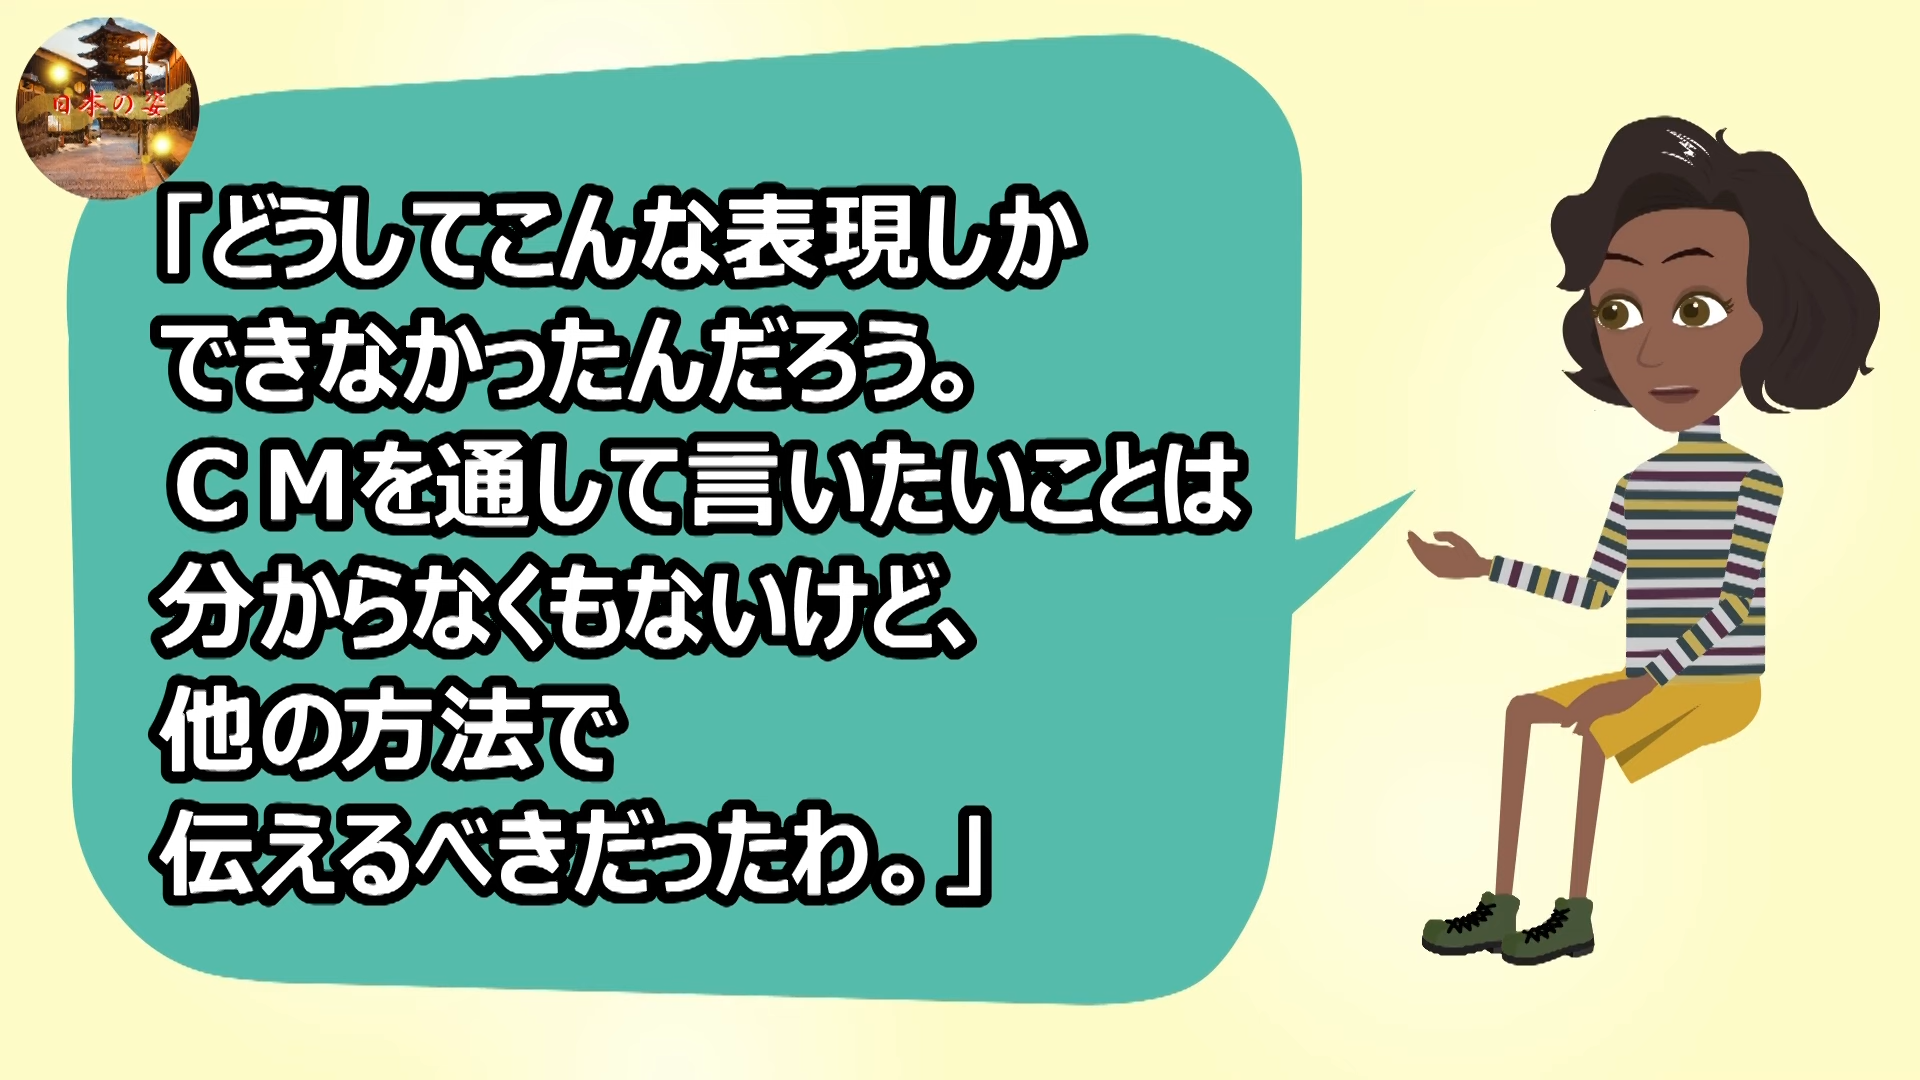 日本の姿
「どうしてこんな表現しか
できなかったんだろう。
ＣＭを通して言いたいことは
分からなくもないけど、
他の方法で
伝えるべきだったわ。」